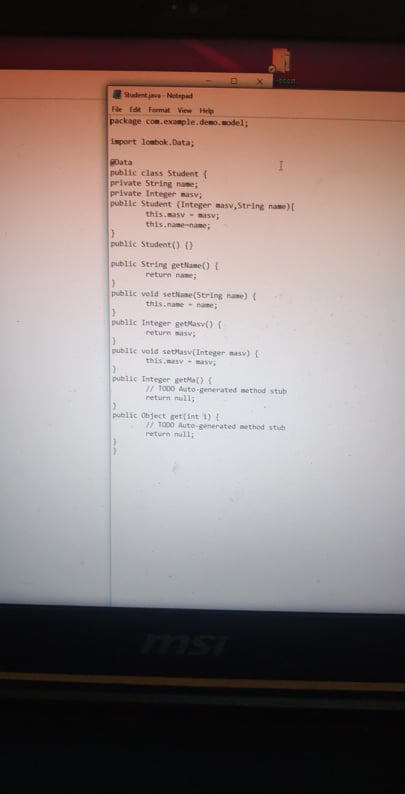 Student.java - Notepad
File Edit Format View Help
package com.example.demo.model;
import lombok.Data;
@Data
public class Student {
private String name;
private Integer masv;
public Student (Integer masv,String name){
this.masv = masv;
this.name=name;
}
public Student() {}
public String getName() {
return name;
}
public void setName(String name) {
this.name = name;
}
public Integer getMasv() {
return masv;
}
public void setMasv(Integer masv) {
this.masv = masv;
}
public Integer getMa() {
// TODO Auto-generated method stub
return null;
}
public Object get(int i) {
// TODO Auto-generated method stub
return null;
}
}
msi